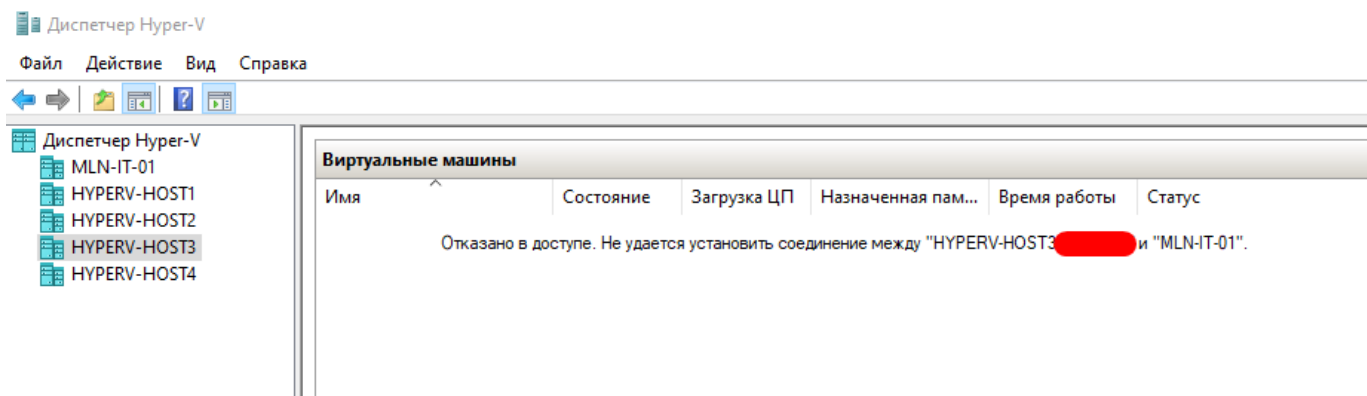 Диспетчер Hyper-V
Файл Действие Вид Справка
Диспетчер Hyper-V
MLN-IT-01
HYPERV-HOST1
HYPERV-HOST2
HYPERV-HOST3
HYPERV-HOST4
Виртуальные машины
Имя Состояние Загрузка ЦП Назначенная пам... Время работы Статус
Отказано в доступе. Не удается установить соединение между "HYPERV-HOST3 и "MLN-IT-01".